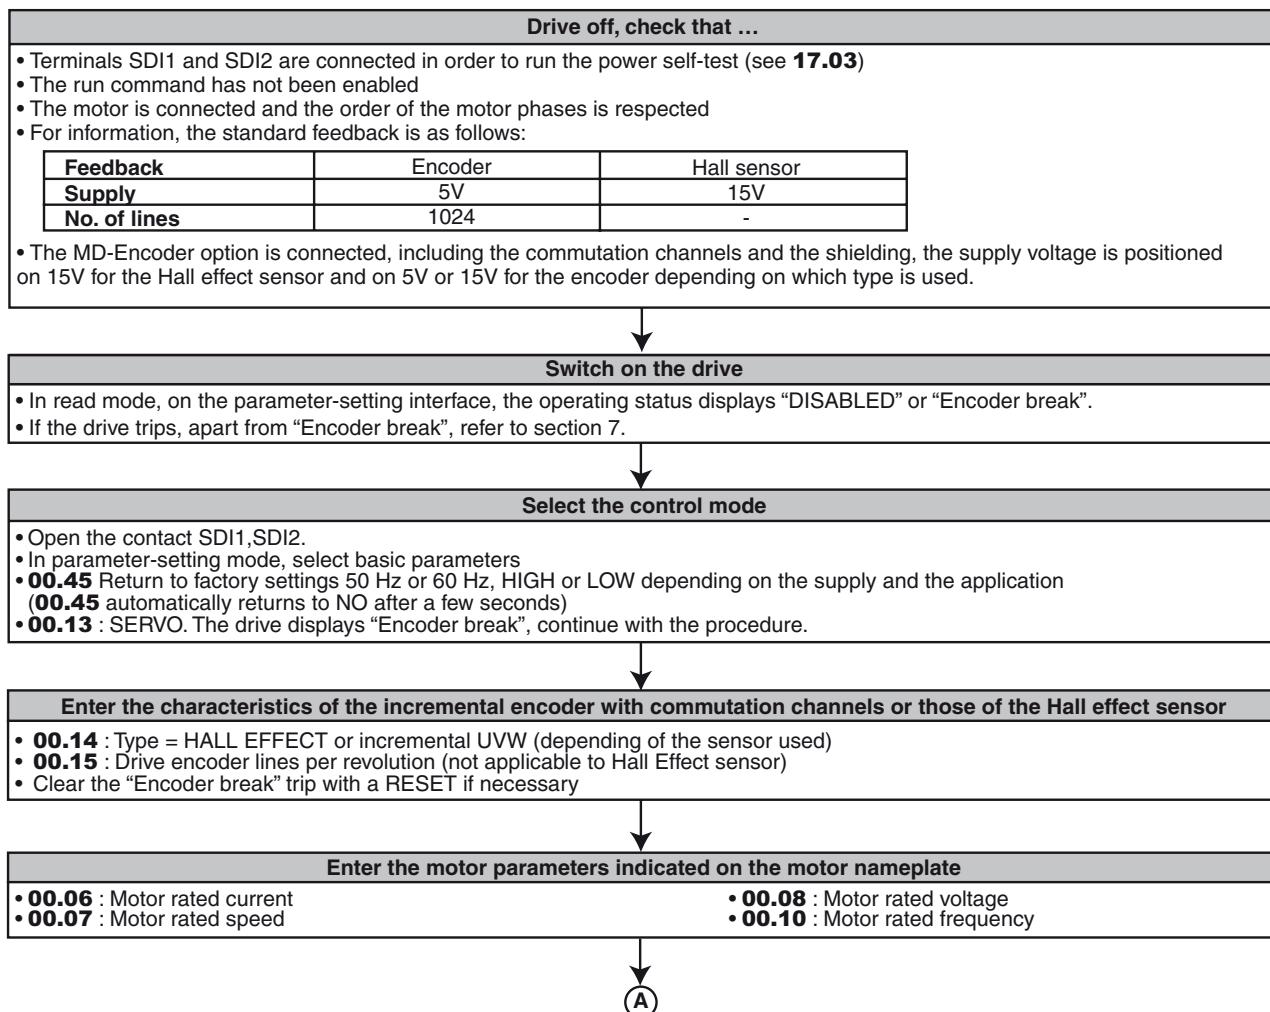 Drive off, check that …
• Terminals SDI1 and SDI2 are connected in order to run the power self-test (see 17.03)
• The run command has not been enabled
• The motor is connected and the order of the motor phases is respected
• For information, the standard feedback is as follows:
Feedback Encoder Hall sensor
Supply 5V 15V
No. of lines 1024 -
• The MD-Encoder option is connected, including the commutation channels and the shielding, the supply voltage is positioned
on 15V for the Hall effect sensor and on 5V or 15V for the encoder depending on which type is used.
Switch on the drive
• In read mode, on the parameter-setting interface, the operating status displays “DISABLED” or “Encoder break”.
• If the drive trips, apart from “Encoder break”, refer to section 7.
Select the control mode
• Open the contact SDI1,SDI2.
• In parameter-setting mode, select basic parameters
• 00.45 Return to factory settings 50 Hz or 60 Hz, HIGH or LOW depending on the supply and the application
(00.45 automatically returns to NO after a few seconds)
• 00.13 : SERVO. The drive displays “Encoder break”, continue with the procedure.
Enter the characteristics of the incremental encoder with commutation channels or those of the Hall effect sensor
• 00.14 : Type = HALL EFFECT or incremental UVW (depending of the sensor used)
• 00.15 : Drive encoder lines per revolution (not applicable to Hall Effect sensor)
• Clear the “Encoder break” trip with a RESET if necessary
Enter the motor parameters indicated on the motor nameplate
• 00.06 : Motor rated current
• 00.07 : Motor rated speed
• 00.08 : Motor rated voltage
• 00.10 : Motor rated frequency
A